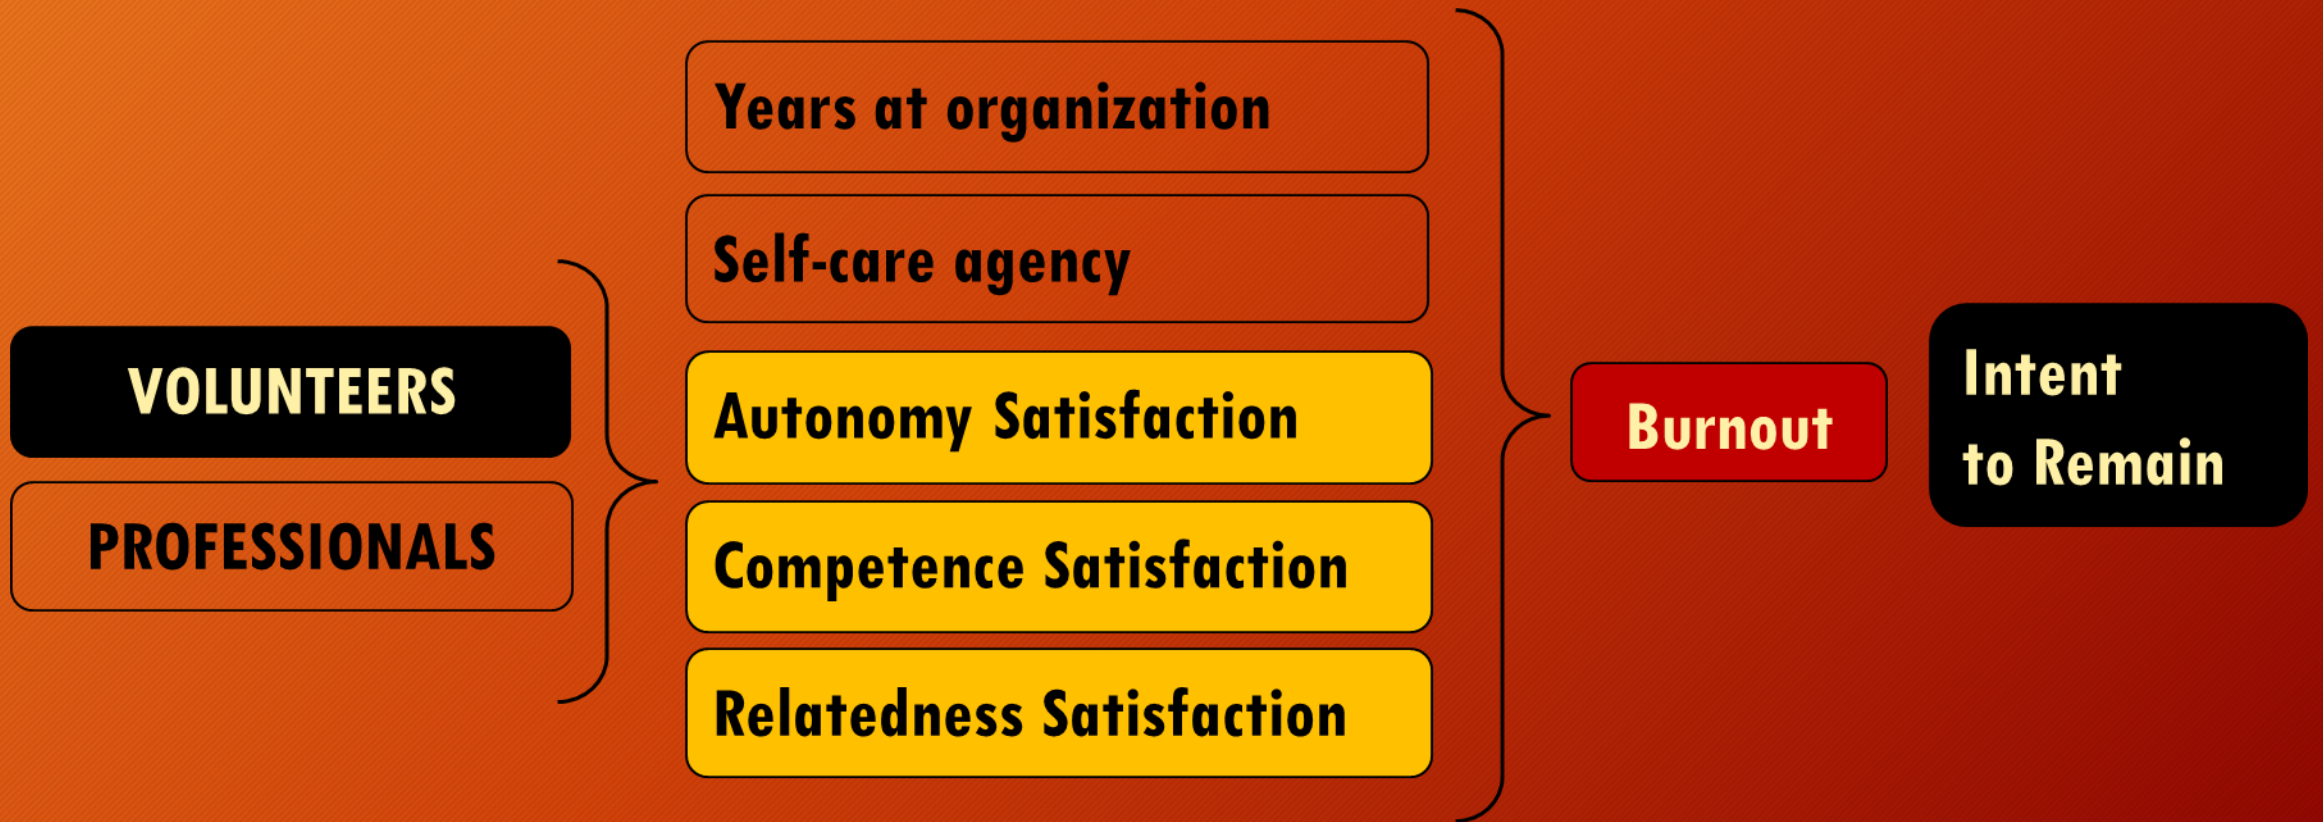 VOLUNTEERS
PROFESSIONALS
Years at organization
Self-care agency
Autonomy Satisfaction
Competence Satisfaction
Relatedness Satisfaction
Burnout
Intent
to Remain